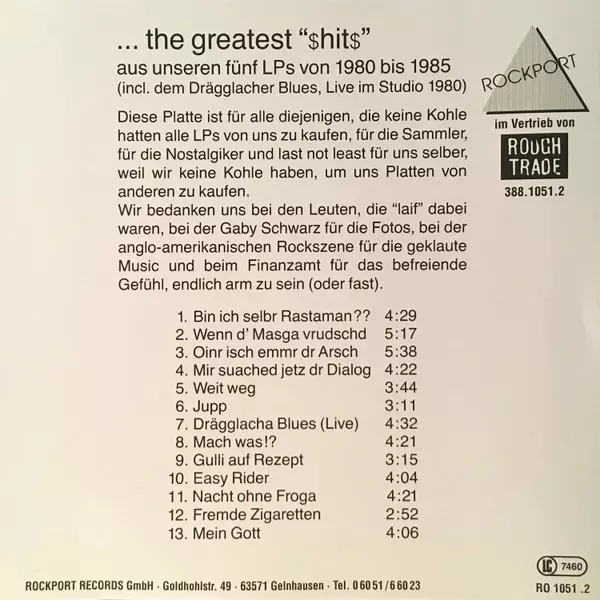 ... the greatest “$hit$”
aus unseren fünf LPs von 1980 bis 1985
(incl. dem Drägglacher Blues, Live im Studio 1980)
Diese Platte ist für alle diejenigen, die keine Kohle
hatten alle LPs von uns zu kaufen, für die Sammler,
für die Nostalgiker und last not least für uns selber,
weil wir keine Kohle haben, um uns Platten von
anderen zu kaufen.
Wir bedanken uns bei den Leuten, die “laif” dabei
waren, bei der Gaby Schwarz für die Fotos, bei der
anglo-amerikanischen Rockszene für die geklaute
Music und beim Finanzamt für das befreiende
Gefühl, endlich arm zu sein (oder fast).
ROCKPORT
im Vertrieb von
ROUGH
TRADE
388.1051.2
1. Bin ich selbr Rastaman?? 4:29
2. Wenn d’ Masga vrudschd 5:17
3. Oinr isch emmr dr Arsch 5:38
4. Mir suached jetz dr Dialog 4:22
5. Weit weg 3:44
6. Jupp 3:11
7. Drägglacha Blues (Live) 4:32
8. Mach was!? 4:21
9. Gulli auf Rezept 3:15
10. Easy Rider 4:04
11. Nacht ohne Froga 4:21
12. Fremde Zigaretten 2:52
13. Mein Gott 4:06
ROCKPORT RECORDS GmbH · Goldhohlstr. 49 · 63571 Gelnhausen · Tel. 0 60 51 / 6 60 23
LC 7460
RO 1051 .2